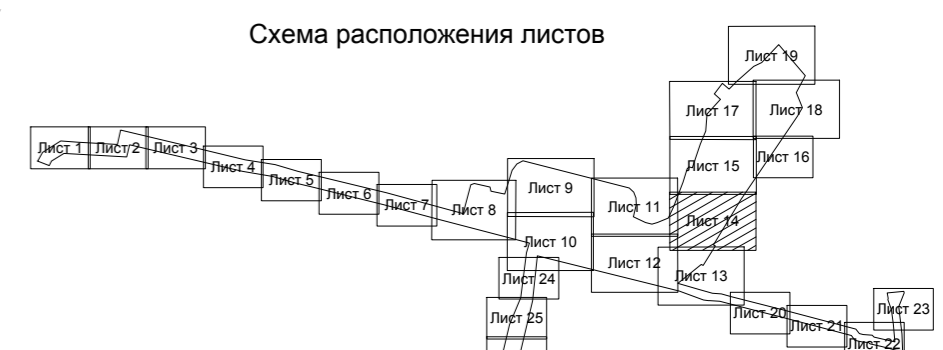 Схема расположения листов
Лист 19
Лист 17
Лист 18
Лист 1
Лист 2
Лист 3
Лист 4
Лист 5
Лист 6
Лист 7
Лист 8
Лист 9
Лист 10
Лист 11
Лист 12
Лист 15
Лист 16
Лист 14
Лист 13
Лист 24
Лист 25
Лист 20
Лист 21
Лист 22
Лист 23